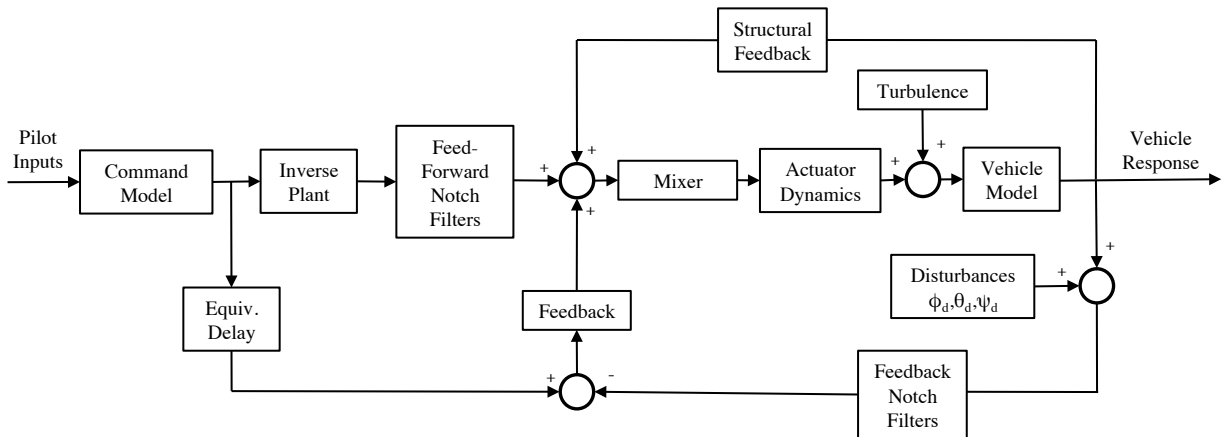 Structural
Feedback
Turbulence
Pilot
Inputs
Command
Model
Inverse
Plant
Feed-
Forward
Notch
Filters
+
+
+
Mixer
Actuator
Dynamics
+
+
Vehicle
Model
Vehicle
Response
Equiv.
Delay
Feedback
Disturbances
ϕd,θd,ψd
+
+
+
-
Feedback
Notch
Filters